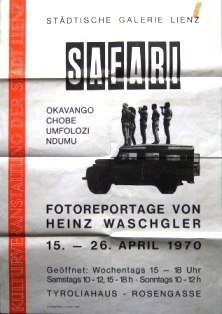 STÄDTISCHE GALERIE LIENZ
SAFARI
OKAVANGO
CHOBE
UMFOLOZI
NDUMU
FOTOREPORTAGE VON
HEINZ WASCHGLER
15. — 26. APRIL 1970
Geöffnet: Wochentags 15 — 18 Uhr
Samstags 10 - 12, 15 - 18 h · Sonntags 10 - 12 h
TYROLIAHAUS - ROSENGASSE
KULTURVERANSTALTUNG DER STADT LIENZ